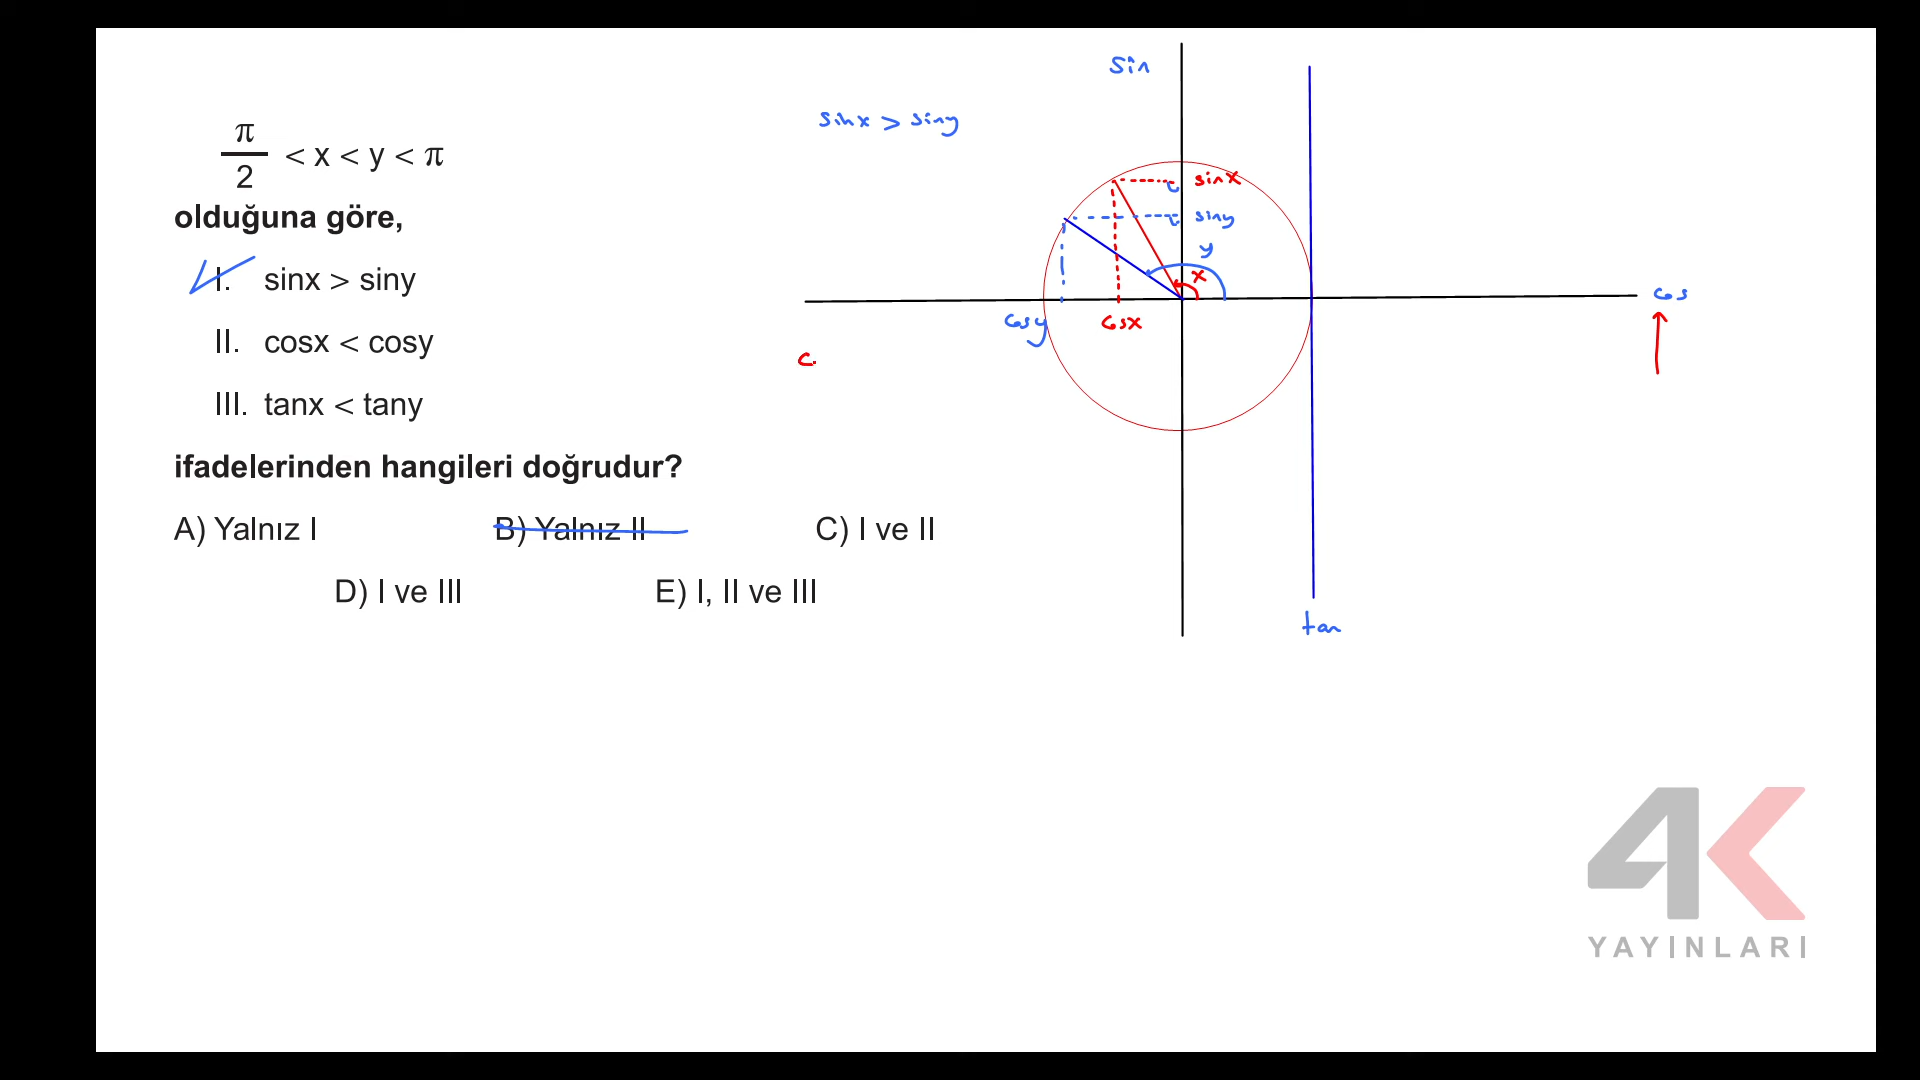 π/2 < x < y < π
olduğuna göre,
I. sinx > siny
II. cosx < cosy
III. tanx < tany
ifadelerinden hangileri doğrudur?
A) Yalnız I B) Yalnız II C) I ve II
D) I ve III E) I, II ve III
sin
sinx > siny
sinx
siny
y
x
cos
cosy
cosx
c
tan
4K
YAYINLARI